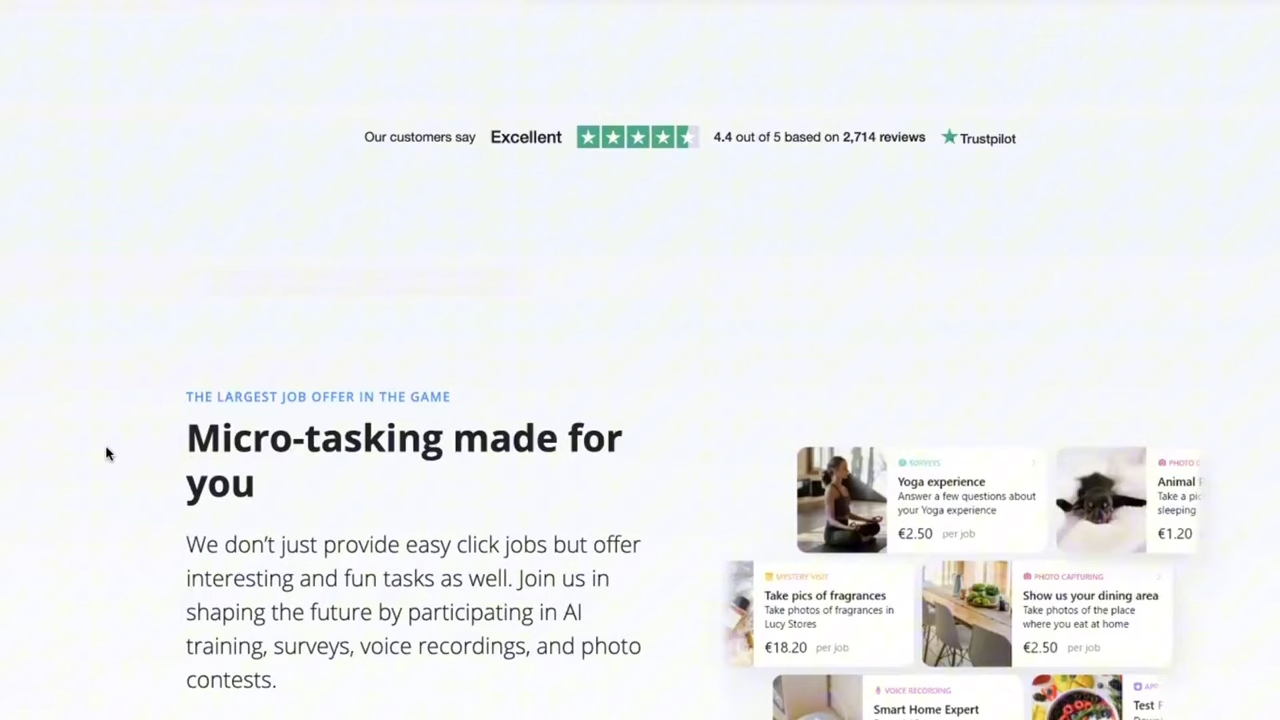 Our customers say Excellent 4.4 out of 5 based on 2,714 reviews Trustpilot
THE LARGEST JOB OFFER IN THE GAME
Micro-tasking made for
you
We don't just provide easy click jobs but offer
interesting and fun tasks as well. Join us in
shaping the future by participating in AI
training, surveys, voice recordings, and photo
contests.
SURVEYS
Yoga experience
Answer a few questions about
your Yoga experience
€2.50 per job
PHOTO
Animal
Take a
sleeping
€1.20
MYSTERY VISIT
Take pics of fragrances
Take photos of fragrances in
Lucy Stores
€18.20 per job
PHOTO CAPTURING
Show us your dining area
Take photos of the place
where you eat at home
€2.50 per job
VOICE RECORDING
Smart Home Expert
APP
Test